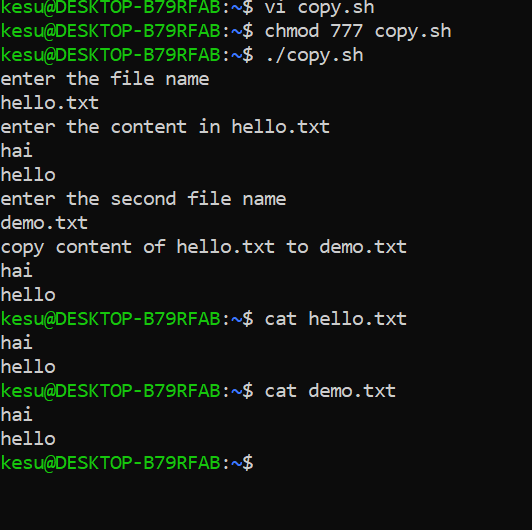 kesu@DESKTOP-B79RFAB:~$ vi copy.sh
kesu@DESKTOP-B79RFAB:~$ chmod 777 copy.sh
kesu@DESKTOP-B79RFAB:~$ ./copy.sh
enter the file name
hello.txt
enter the content in hello.txt
hai
hello
enter the second file name
demo.txt
copy content of hello.txt to demo.txt
hai
hello
kesu@DESKTOP-B79RFAB:~$ cat hello.txt
hai
hello
kesu@DESKTOP-B79RFAB:~$ cat demo.txt
hai
hello
kesu@DESKTOP-B79RFAB:~$